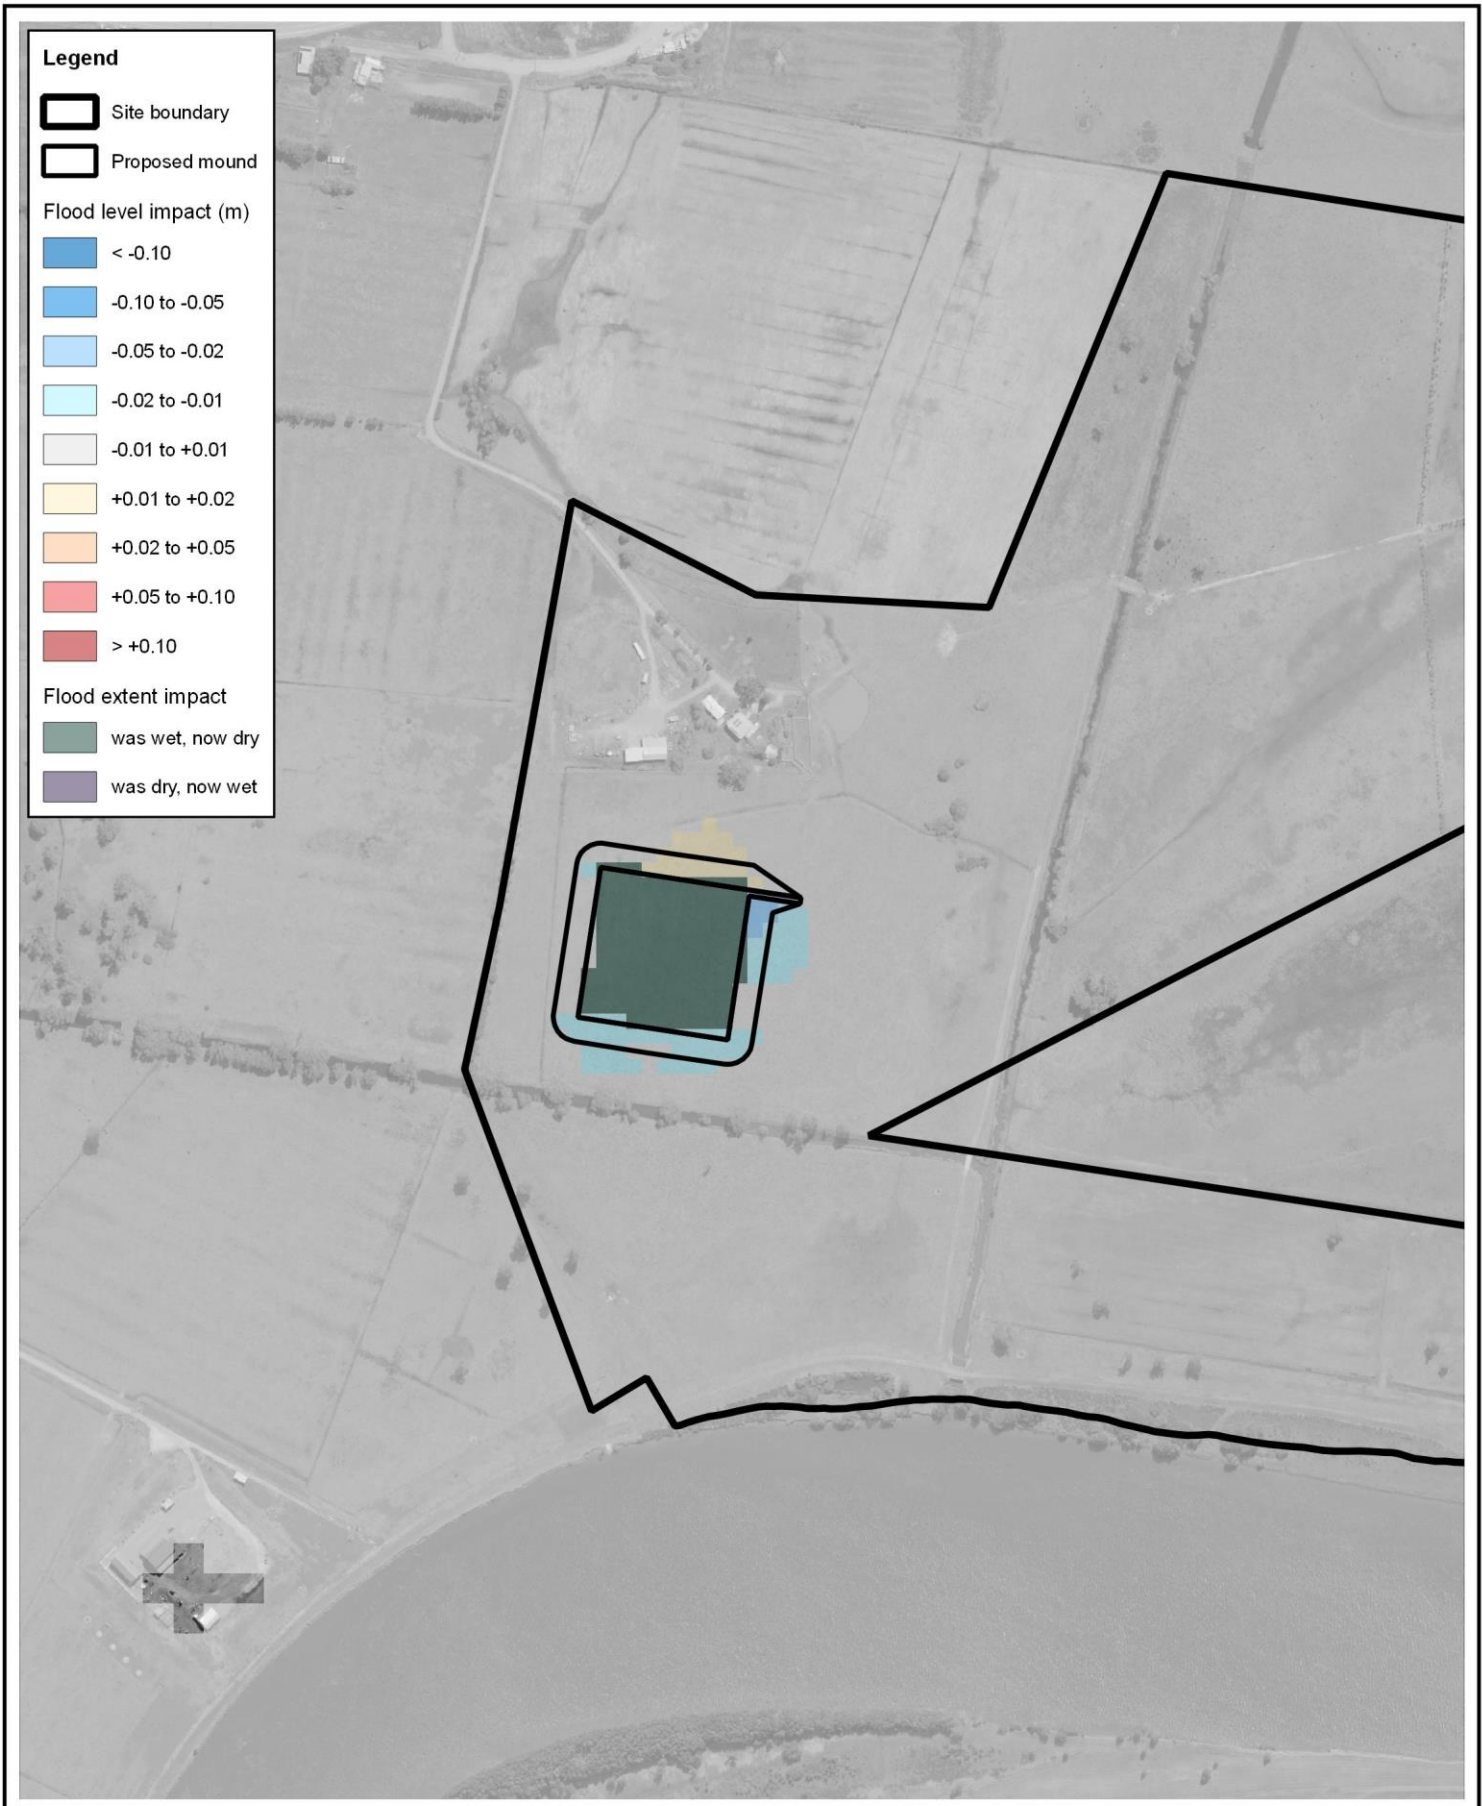 Legend
Site boundary
Proposed mound
Flood level impact (m)
< -0.10
-0.10 to -0.05
-0.05 to -0.02
-0.02 to -0.01
-0.01 to +0.01
+0.01 to +0.02
+0.02 to +0.05
+0.05 to +0.10
> +0.10
Flood extent impact
was wet, now dry
was dry, now wet